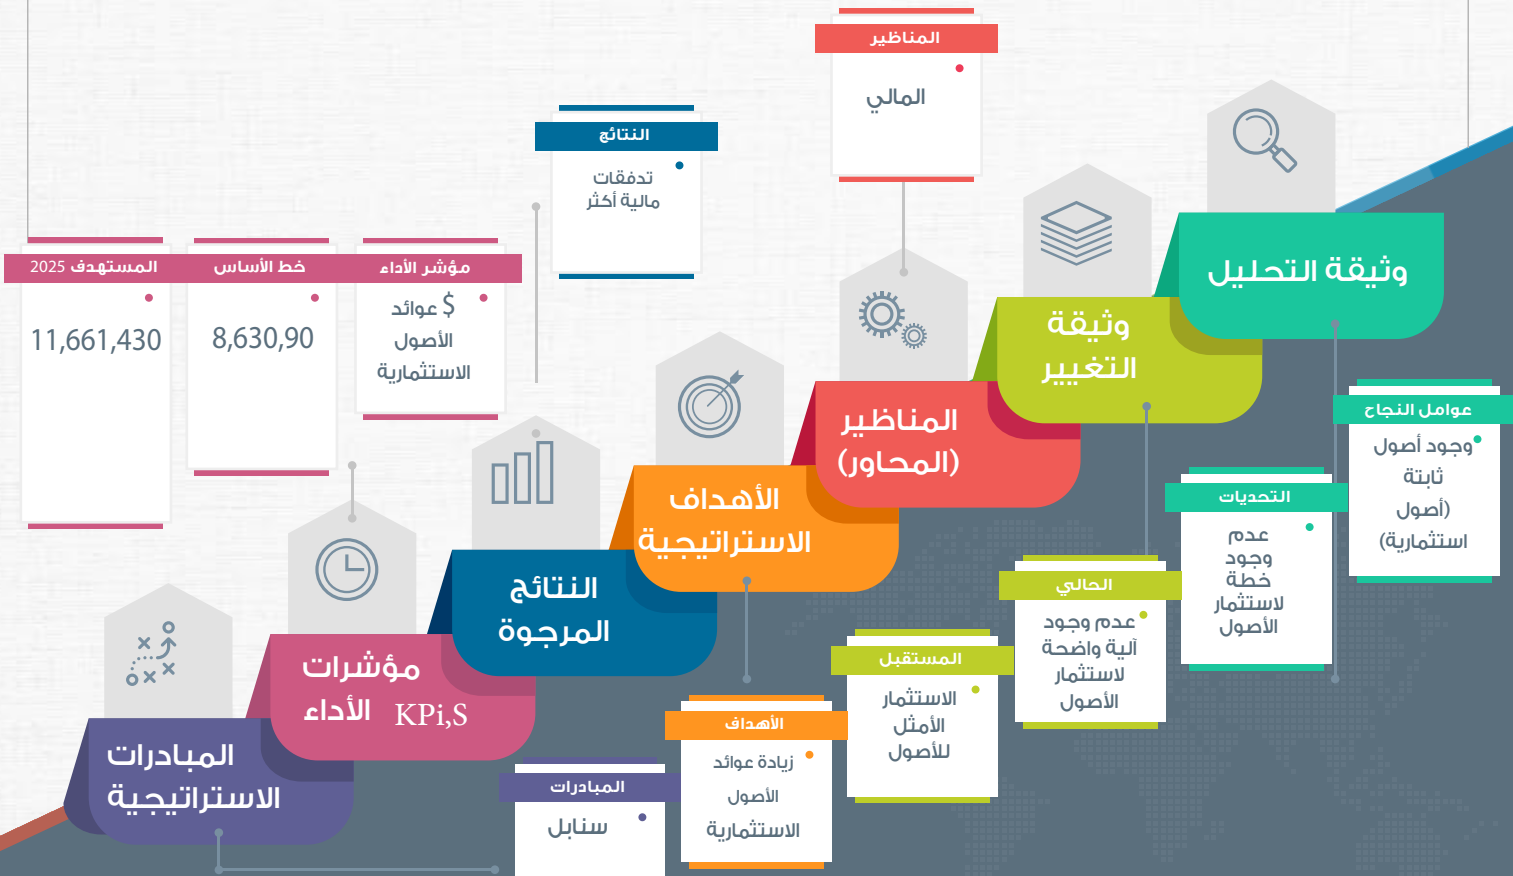 المناظير
المالي
النتائج
تدفقات
مالية أكثر
مؤشر الأداء
$ عوائد
الأصول
الاستثمارية
خط الأساس
8,630,90
المستهدف 2025
11,661,430
وثيقة التحليل
وثيقة
التغيير
المناظير
(المحاور)
الأهداف
الاستراتيجية
النتائج
المرجوة
مؤشرات
الأداء KPi,S
المبادرات
الاستراتيجية
عوامل النجاح
وجود أصول
ثابتة
(أصول
استثمارية)
التحديات
عدم
وجود
خطة
لاستثمار
الأصول
الحالي
عدم وجود
آلية واضحة
لاستثمار
الأصول
المستقبل
الاستثمار
الأمثل
للأصول
الأهداف
زيادة عوائد
الأصول
الاستثمارية
المبادرات
سنابل